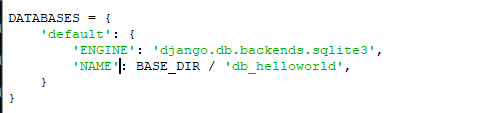 DATABASES = {
    'default': {
        'ENGINE': 'django.db.backends.sqlite3',
        'NAME': BASE_DIR / 'db_helloworld',
    }
}